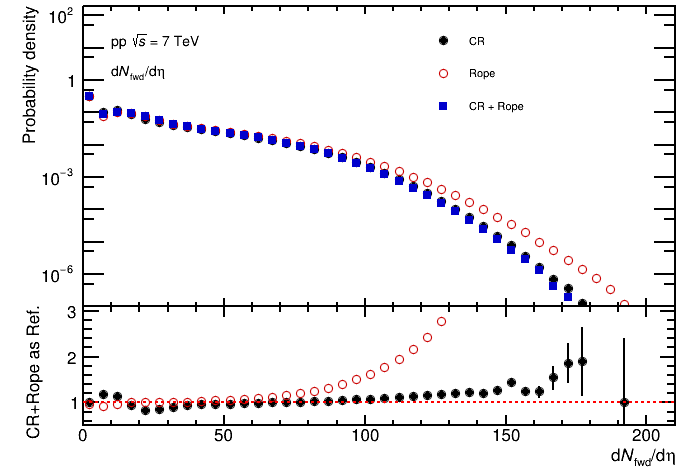 Probability density
10²
1
10⁻³
10⁻⁶
pp √s = 7 TeV
dN_fwd/dη
CR
Rope
CR + Rope
CR+Rope as Ref.
3
2
1
0 50 100 150 200
dN_fwd/dη